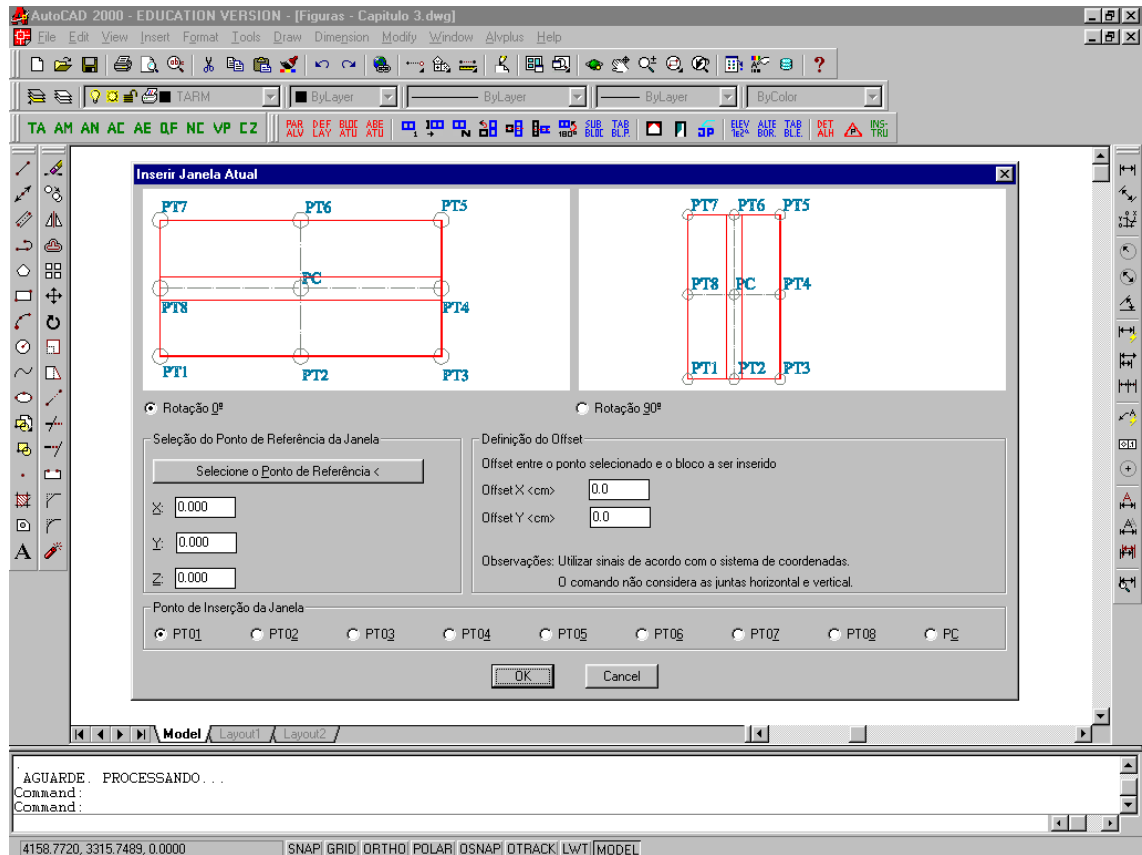 AutoCAD 2000 - EDUCATION VERSION - [Figuras - Capitulo 3.dwg]
File Edit View Insert Format Tools Draw Dimension Modify Window Alvplus Help
TARM ByLayer ByLayer ByLayer ByColor
TA AM AN AC AE QF NC VP CZ
PAR ALV DEF LAY BLOC ATU ABE ATU
1 N 180° SUB BLOC TAB BL.P. JP ELEV 1e2ª ALTE BOR. TAB BL.E. DET ALH P INS- TRU
Inserir Janela Atual
PT7 PT6 PT5
PC
PT8 PT4
PT1 PT2 PT3
PT7 PT6 PT5
PT8 PC PT4
PT1 PT2 PT3
Rotação 0ª
Rotação 90ª
Seleção do Ponto de Referência da Janela
Selecione o Ponto de Referência <
X: 0.000
Y: 0.000
Z: 0.000
Definição do Offset
Offset entre o ponto selecionado e o bloco a ser inserido
Offset X <cm> 0.0
Offset Y <cm> 0.0
Observações: Utilizar sinais de acordo com o sistema de coordenadas.
O comando não considera as juntas horizontal e vertical.
Ponto de Inserção da Janela
PT01 PT02 PT03 PT04 PT05 PT06 PT07 PT08 PC
OK Cancel
Model Layout1 Layout2
AGUARDE. PROCESSANDO...
Command:
Command:
4158.7720, 3315.7489, 0.0000 SNAP GRID ORTHO POLAR OSNAP OTRACK LWT MODEL